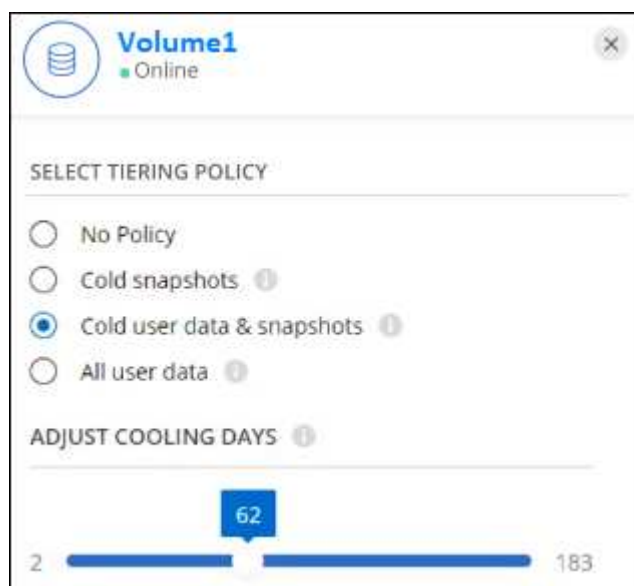 Volume1
Online
SELECT TIERING POLICY
No Policy
Cold snapshots
Cold user data & snapshots
All user data
ADJUST COOLING DAYS
62
2 183